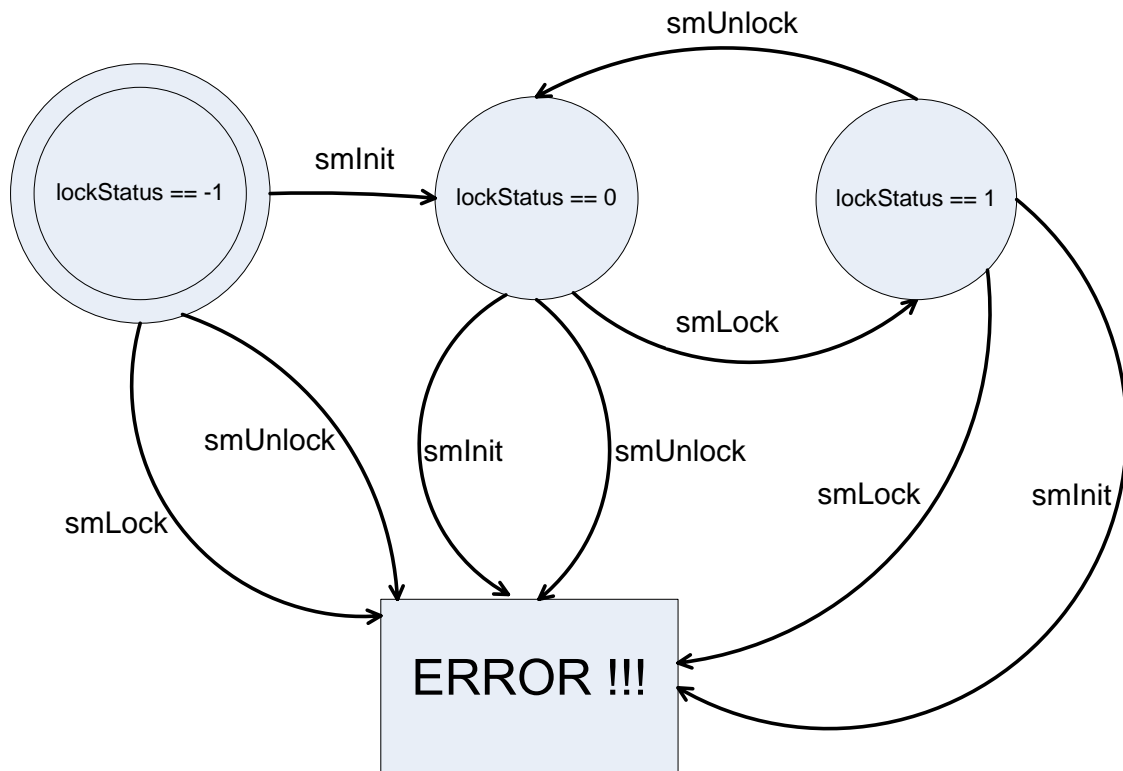 smUnlock
smInit
lockStatus == -1
lockStatus == 0
lockStatus == 1
smLock
smUnlock
smInit
smUnlock
smLock
smInit
smLock
ERROR !!!